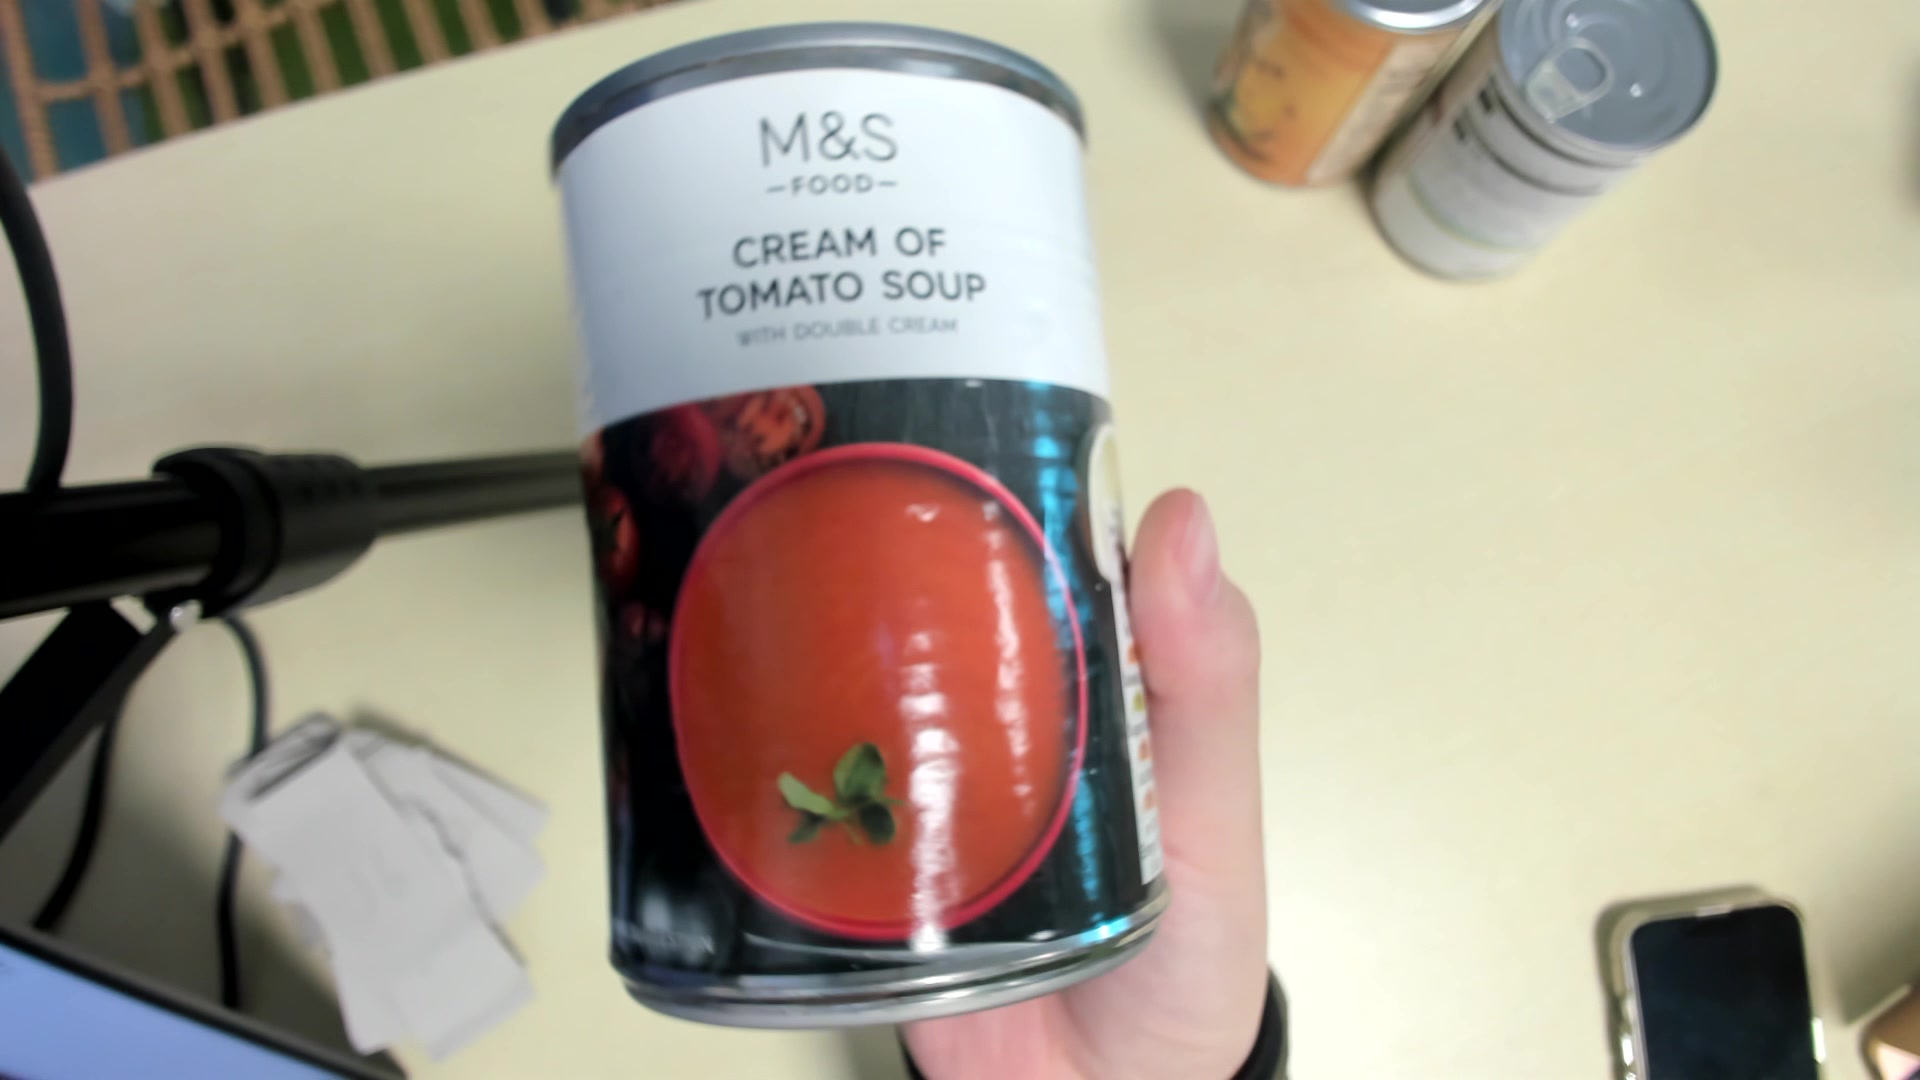 M&S
—FOOD—
CREAM OF
TOMATO SOUP
WITH DOUBLE CREAM